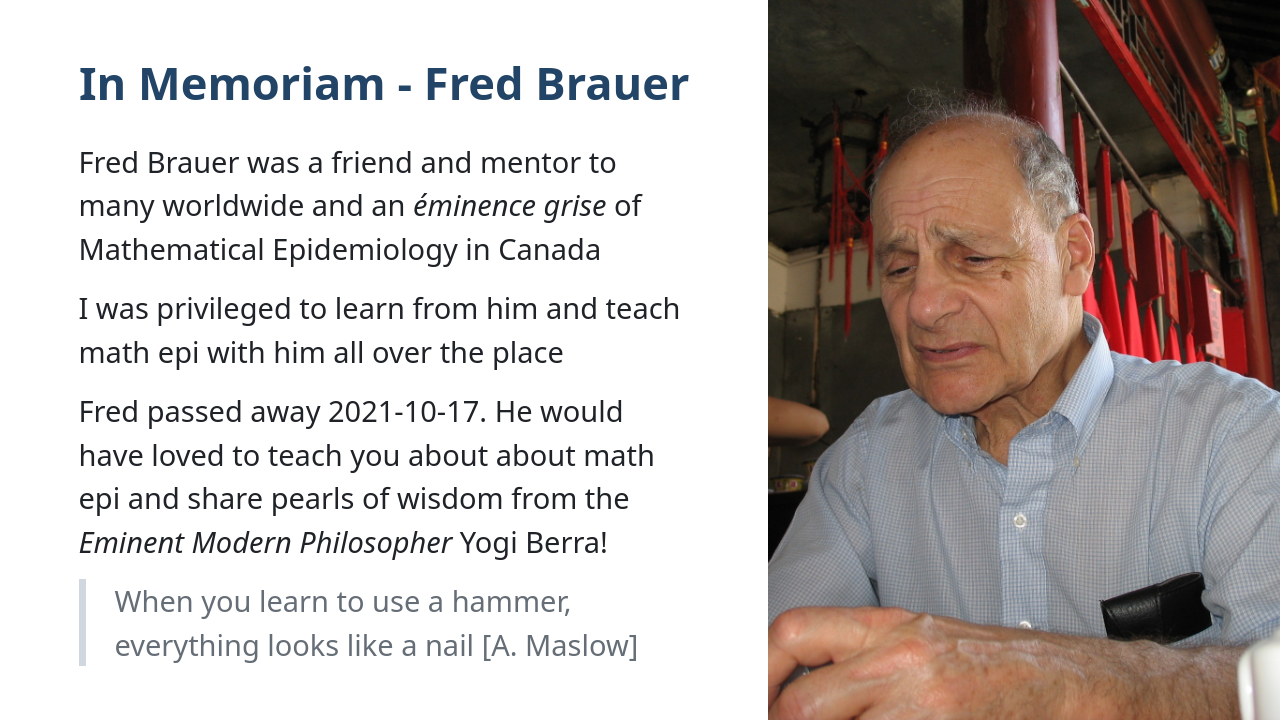 In Memoriam - Fred Brauer
Fred Brauer was a friend and mentor to
many worldwide and an éminence grise of
Mathematical Epidemiology in Canada
I was privileged to learn from him and teach
math epi with him all over the place
Fred passed away 2021-10-17. He would
have loved to teach you about about math
epi and share pearls of wisdom from the
Eminent Modern Philosopher Yogi Berra!
When you learn to use a hammer,
everything looks like a nail [A. Maslow]